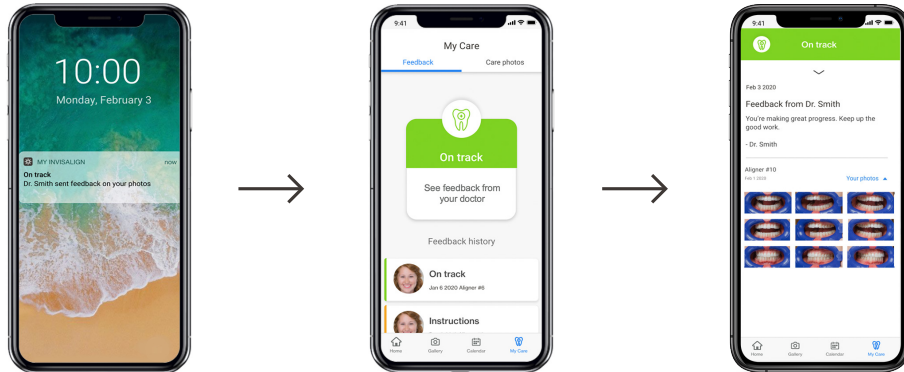 10:00
Monday, February 3
MY INVISALIGN now
On track
Dr. Smith sent feedback on your photos
9:41
My Care
Feedback Care photos
On track
See feedback from
your doctor
Feedback history
On track
Jan 6 2020 Aligner #6
Instructions
Home Gallery Calendar My Care
9:41
On track
Feb 3 2020
Feedback from Dr. Smith
You're making great progress. Keep up the
good work.
- Dr. Smith
Aligner #10
Feb 1 2020 Your photos
Home Gallery Calendar My Care